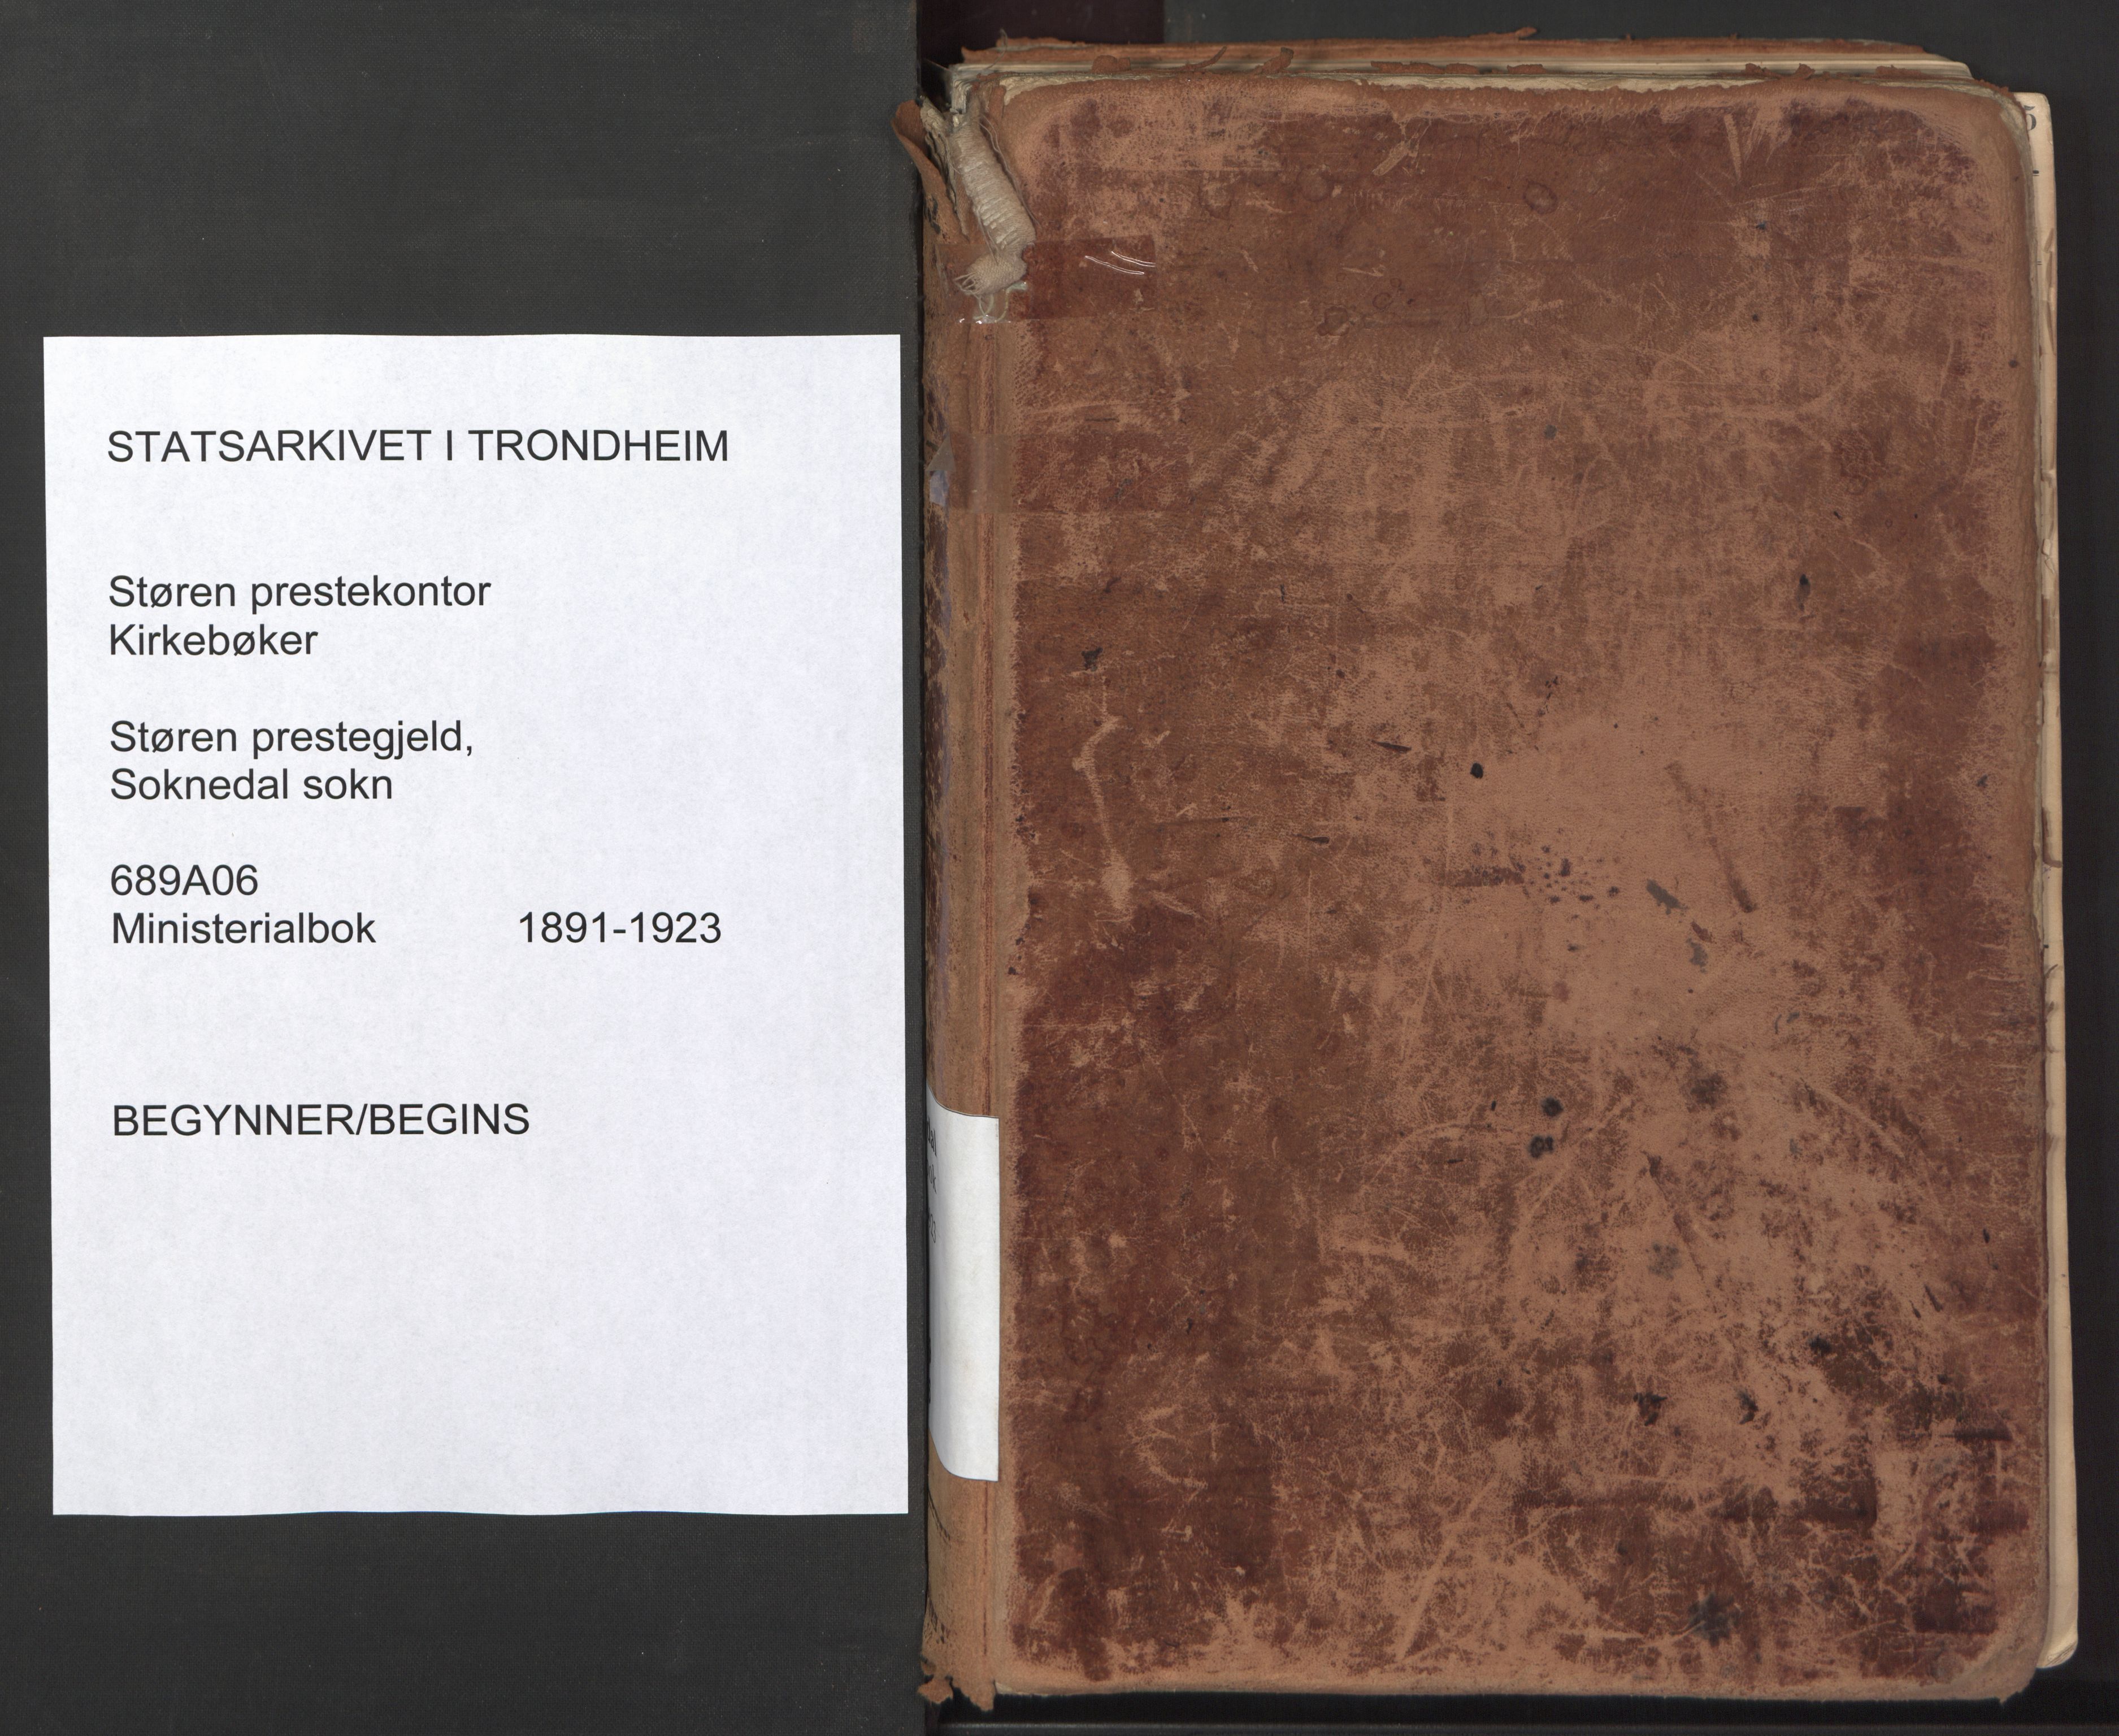 STATSARKIVET I TRONDHEIM
Støren prestekontor
Kirkebøker
Støren prestegjeld,
Soknedal sokn
689A06
Ministerialbok 1891-1923
BEGYNNER/BEGINS